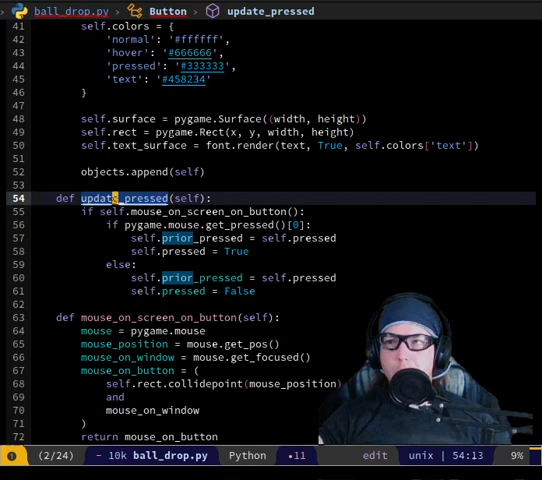 ball_drop.py > Button > update_pressed
41 self.colors = {
42 'normal': '#ffffff',
43 'hover': '#666666',
44 'pressed': '#333333',
45 'text': '#458234'
46 }
47
48 self.surface = pygame.Surface((width, height))
49 self.rect = pygame.Rect(x, y, width, height)
50 self.text_surface = font.render(text, True, self.colors['text'])
51
52 objects.append(self)
53
54 def update_pressed(self):
55 if self.mouse_on_screen_on_button():
56 if pygame.mouse.get_pressed()[0]:
57 self.prior_pressed = self.pressed
58 self.pressed = True
59 else:
60 self.prior_pressed = self.pressed
61 self.pressed = False
62
63 def mouse_on_screen_on_button(self):
64 mouse = pygame.mouse
65 mouse_position = mouse.get_pos()
66 mouse_on_window = mouse.get_focused()
67 mouse_on_button = (
68 self.rect.collidepoint(mouse_position)
69 and
70 mouse_on_window
71 )
72 return mouse_on_button
(2/24) ~ 10k ball_drop.py Python •11 edit unix | 54:13 9%